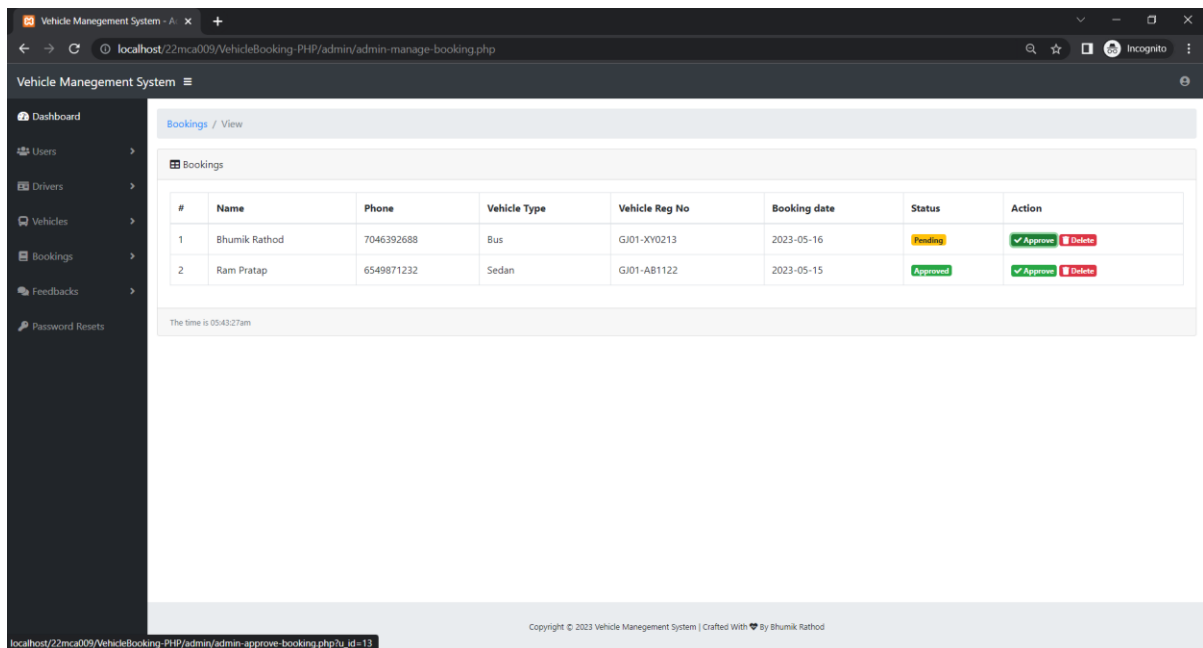 Vehicle Manegement System - A
localhost/22mca009/VehicleBooking-PHP/admin/admin-manage-booking.php
Incognito
Vehicle Manegement System
Dashboard
Bookings / View
Users
Bookings
Drivers
# Name Phone Vehicle Type Vehicle Reg No Booking date Status Action
Vehicles
1 Bhumik Rathod 7046392688 Bus GJ01-XY0213 2023-05-16 Pending Approve Delete
Bookings
2 Ram Pratap 6549871232 Sedan GJ01-AB1122 2023-05-15 Approved Approve Delete
Feedbacks
Password Resets
The time is 05:43:27am
Copyright © 2023 Vehicle Manegement System | Crafted With By Bhumik Rathod
localhost/22mca009/VehicleBooking-PHP/admin/admin-approve-booking.php?u_id=13